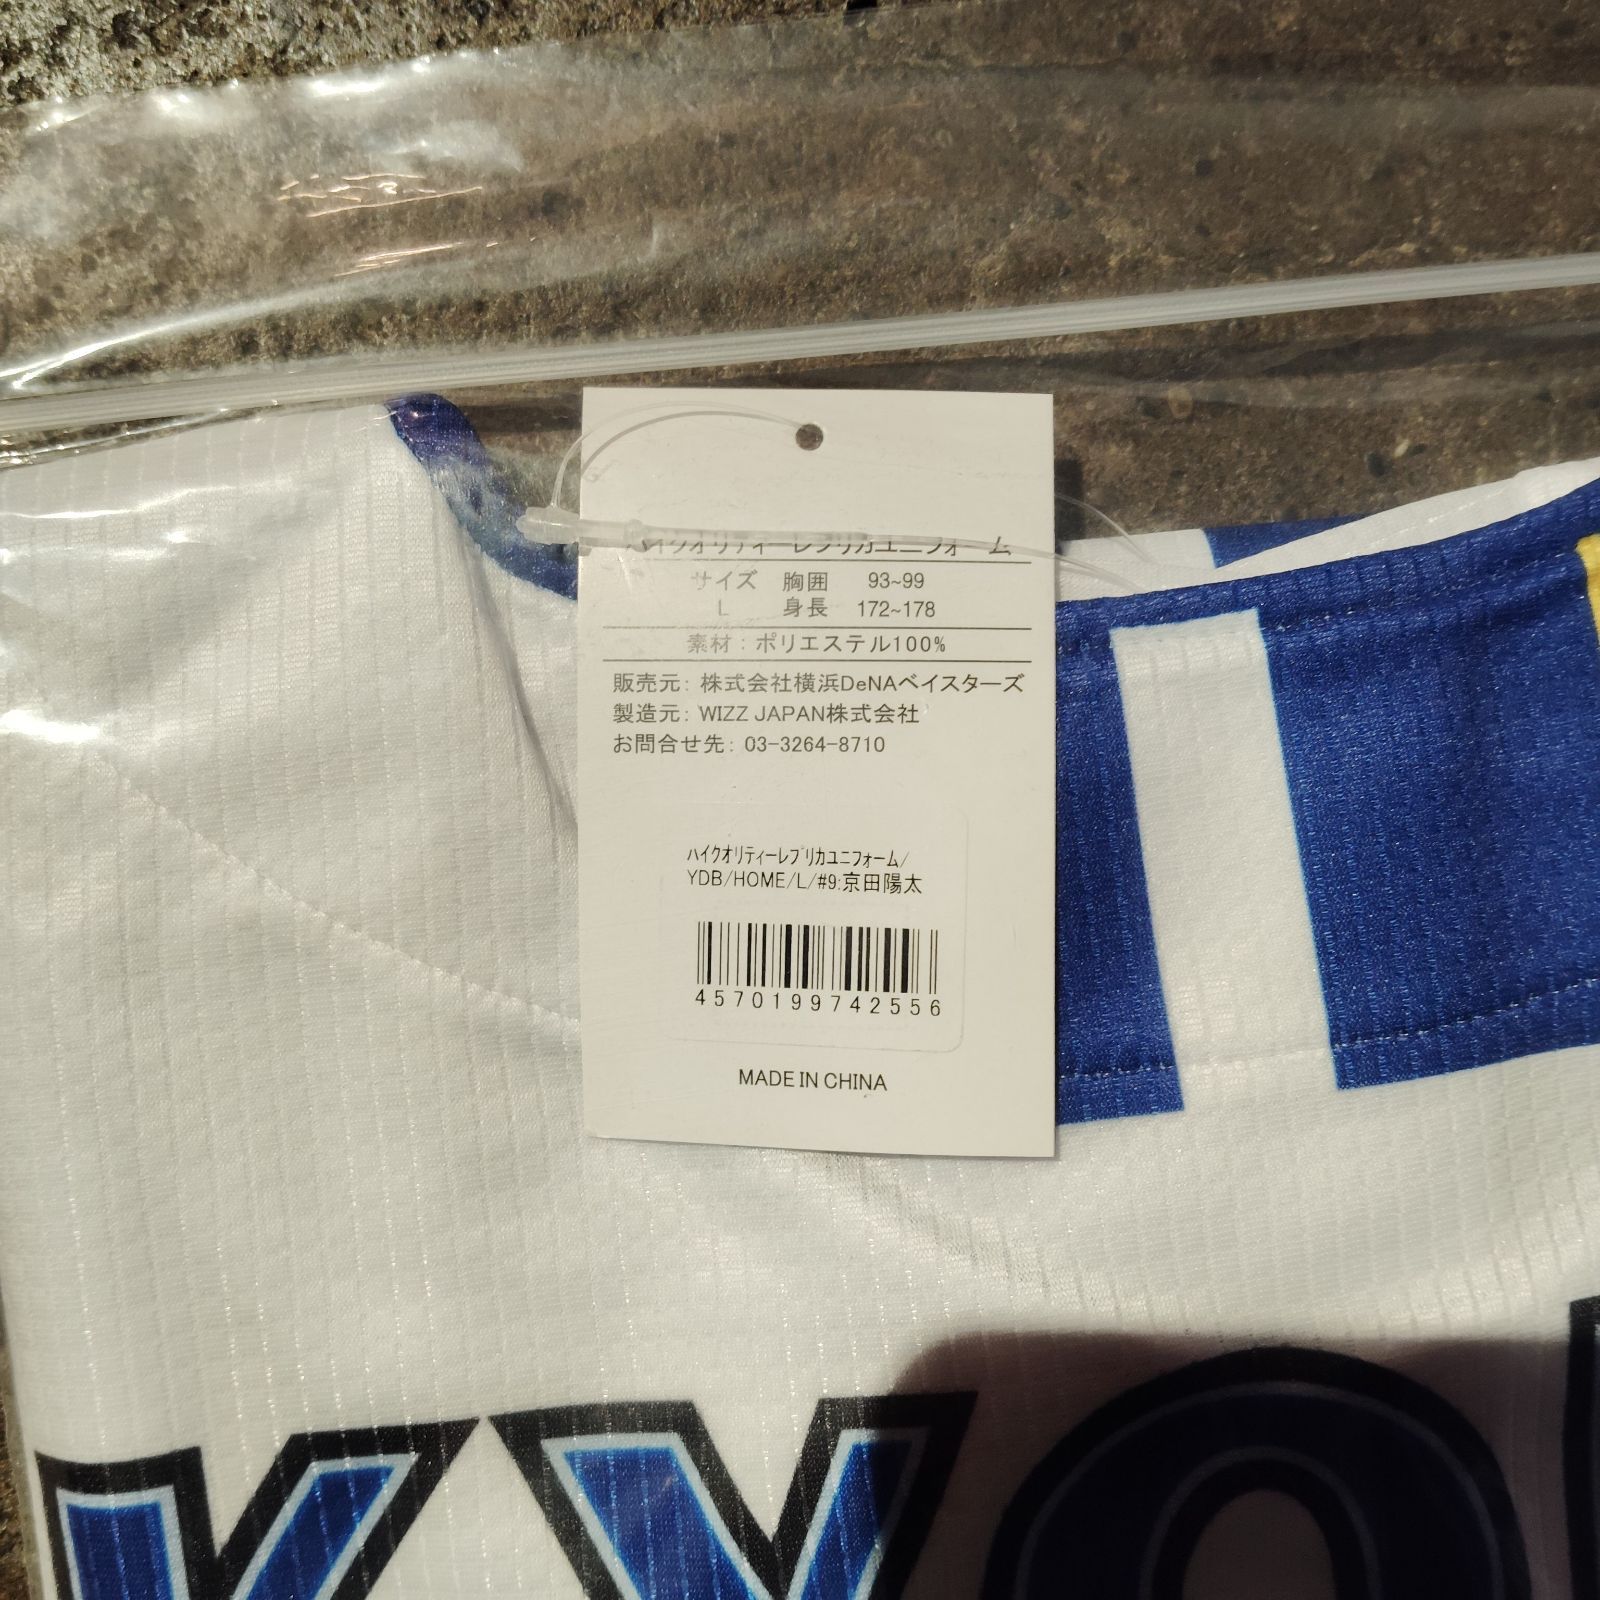 ハイクオリティーレプリカユニフォーム
サイズ 胸囲 93~99
L 身長 172~178
素材：ポリエステル100%
販売元: 株式会社横浜DeNAベイスターズ
製造元: WIZZ JAPAN株式会社
お問合せ先: 03-3264-8710
ﾊｲｸｵﾘﾃｨｰﾚﾌﾟﾘｶﾕﾆﾌｫｰﾑ/
YDB/HOME/L/#9:京田陽太
4570199742556
MADE IN CHINA
KYO